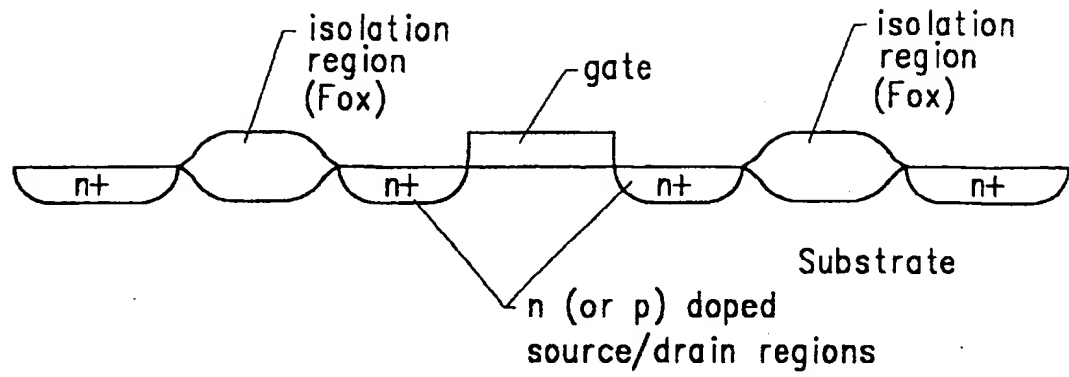 isolation
region
(Fox)
gate
isolation
region
(Fox)
n+
n+
n+
n+
Substrate
n (or p) doped
source/drain regions